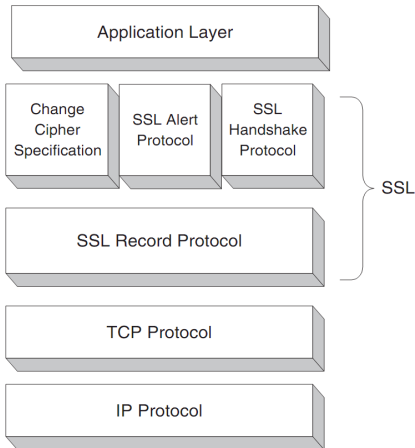 Application Layer
Change
Cipher
Specification
SSL Alert
Protocol
SSL
Handshake
Protocol
SSL
SSL Record Protocol
TCP Protocol
IP Protocol